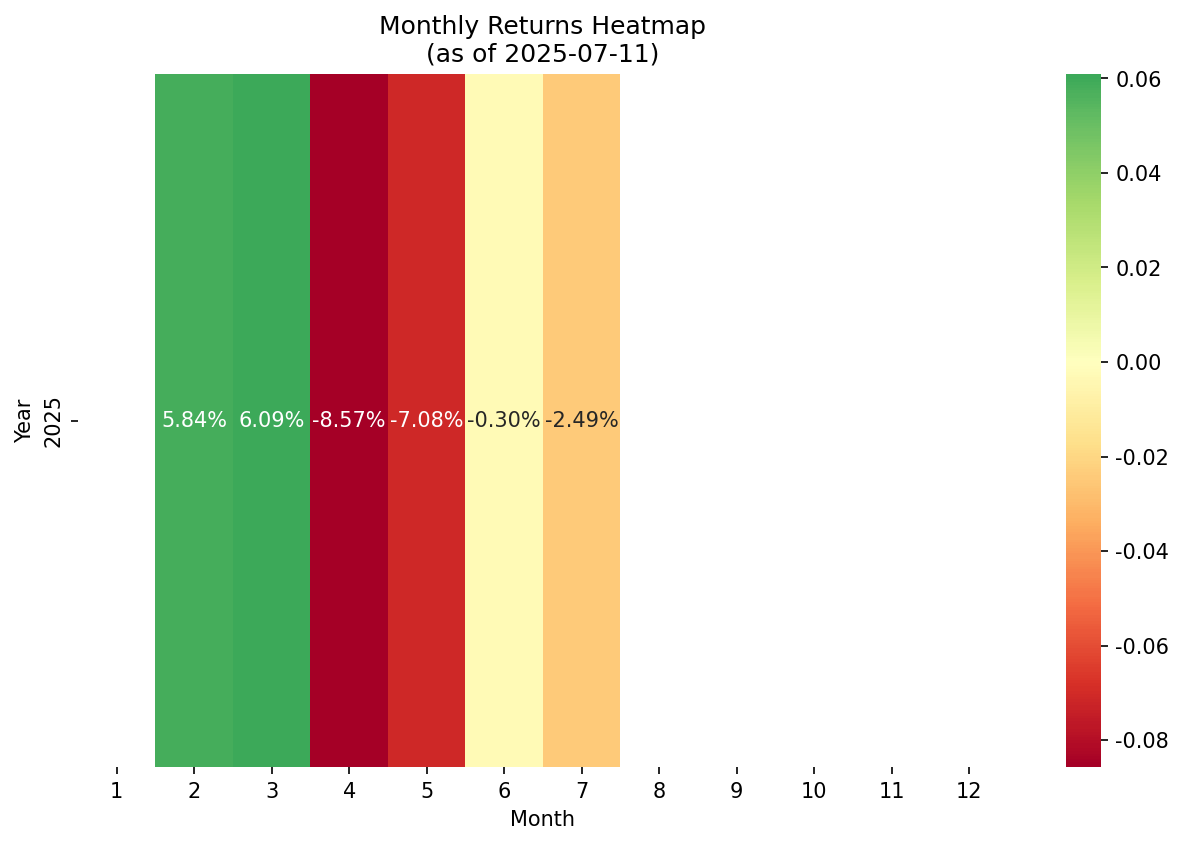 Monthly Returns Heatmap
(as of 2025-07-11)
Year
2025
5.84% 6.09% -8.57% -7.08% -0.30% -2.49%
1 2 3 4 5 6 7 8 9 10 11 12
Month
0.06
0.04
0.02
0.00
-0.02
-0.04
-0.06
-0.08